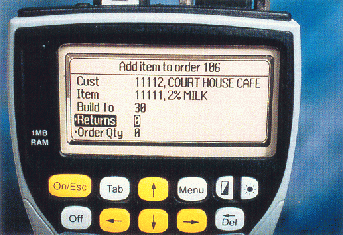 Add item to order 106
Cust 11112, COURT HOUSE CAFE
Item 11111, 2% MILK
Build To 30
•Returns 0
•Order Qty 0
1MB
RAM
On/Esc Tab Menu
Off Del